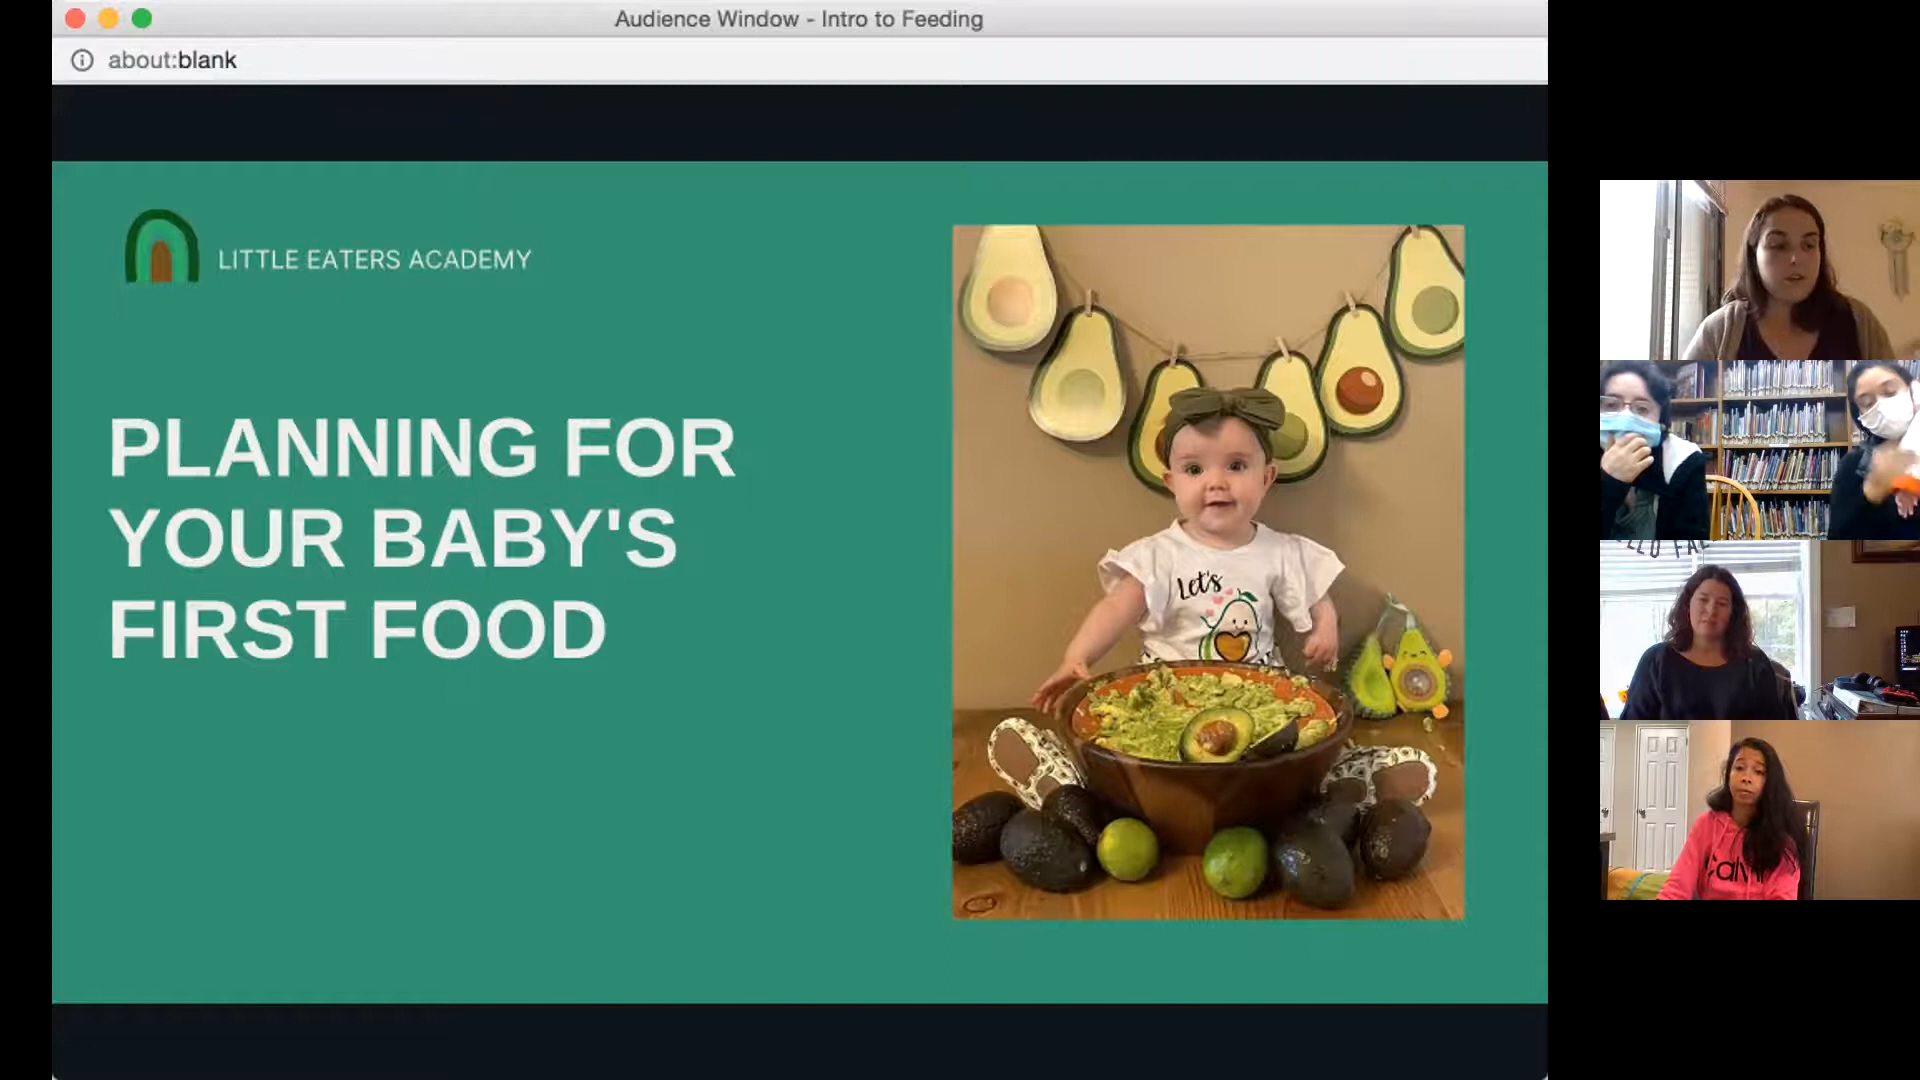 Audience Window - Intro to Feeding
about:blank
LITTLE EATERS ACADEMY
PLANNING FOR
YOUR BABY'S
FIRST FOOD
Let's